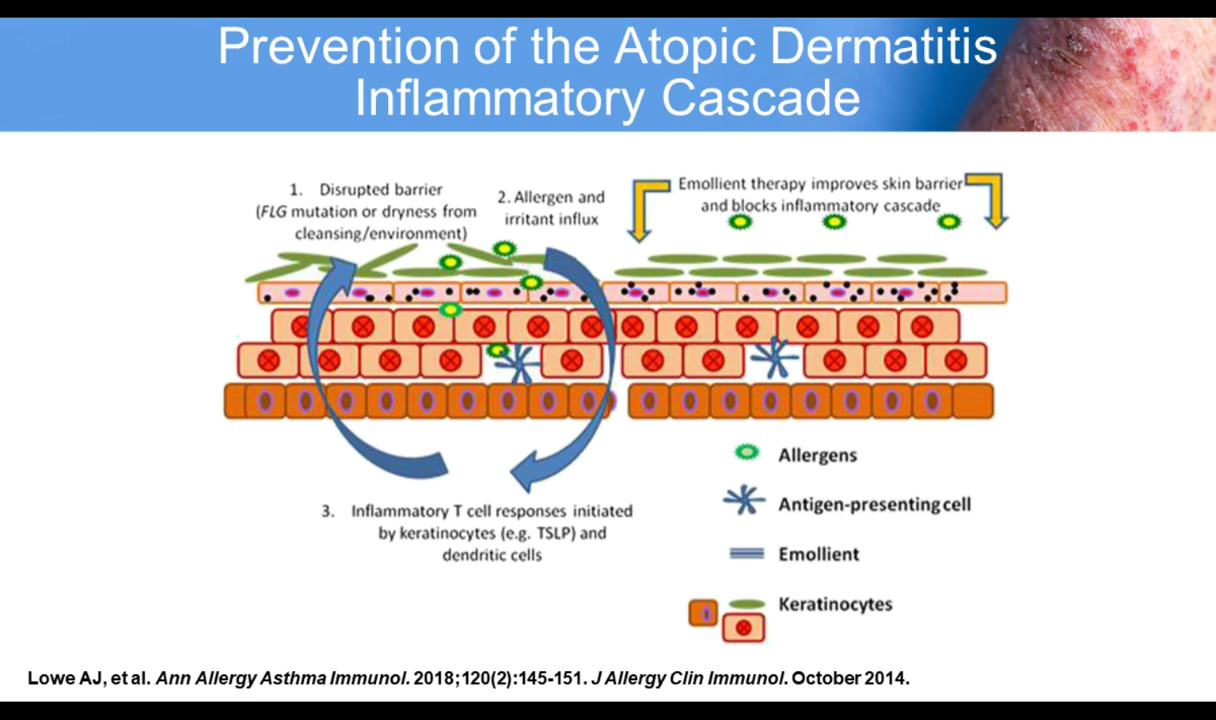 Prevention of the Atopic Dermatitis
Inflammatory Cascade
1. Disrupted barrier
(FLG mutation or dryness from
cleansing/environment)
2. Allergen and
irritant influx
Emollient therapy improves skin barrier
and blocks inflammatory cascade
3. Inflammatory T cell responses initiated
by keratinocytes (e.g. TSLP) and
dendritic cells
Allergens
Antigen-presenting cell
Emollient
Keratinocytes
Lowe AJ, et al. Ann Allergy Asthma Immunol. 2018;120(2):145-151. J Allergy Clin Immunol. October 2014.